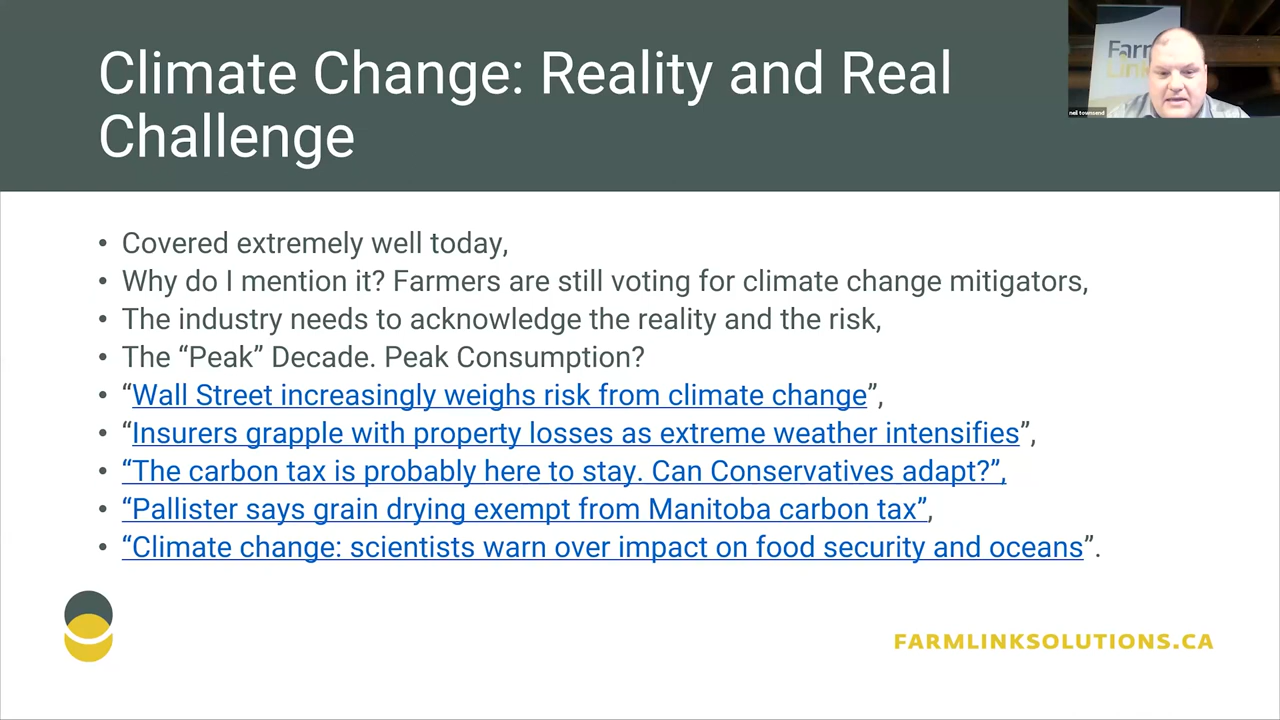 Climate Change: Reality and Real
Challenge
Farm
Link
neil townsend
• Covered extremely well today,
• Why do I mention it? Farmers are still voting for climate change mitigators,
• The industry needs to acknowledge the reality and the risk,
• The “Peak” Decade. Peak Consumption?
• “Wall Street increasingly weighs risk from climate change”,
• “Insurers grapple with property losses as extreme weather intensifies”,
• “The carbon tax is probably here to stay. Can Conservatives adapt?”,
• “Pallister says grain drying exempt from Manitoba carbon tax”,
• “Climate change: scientists warn over impact on food security and oceans”.
FARMLINKSOLUTIONS.CA